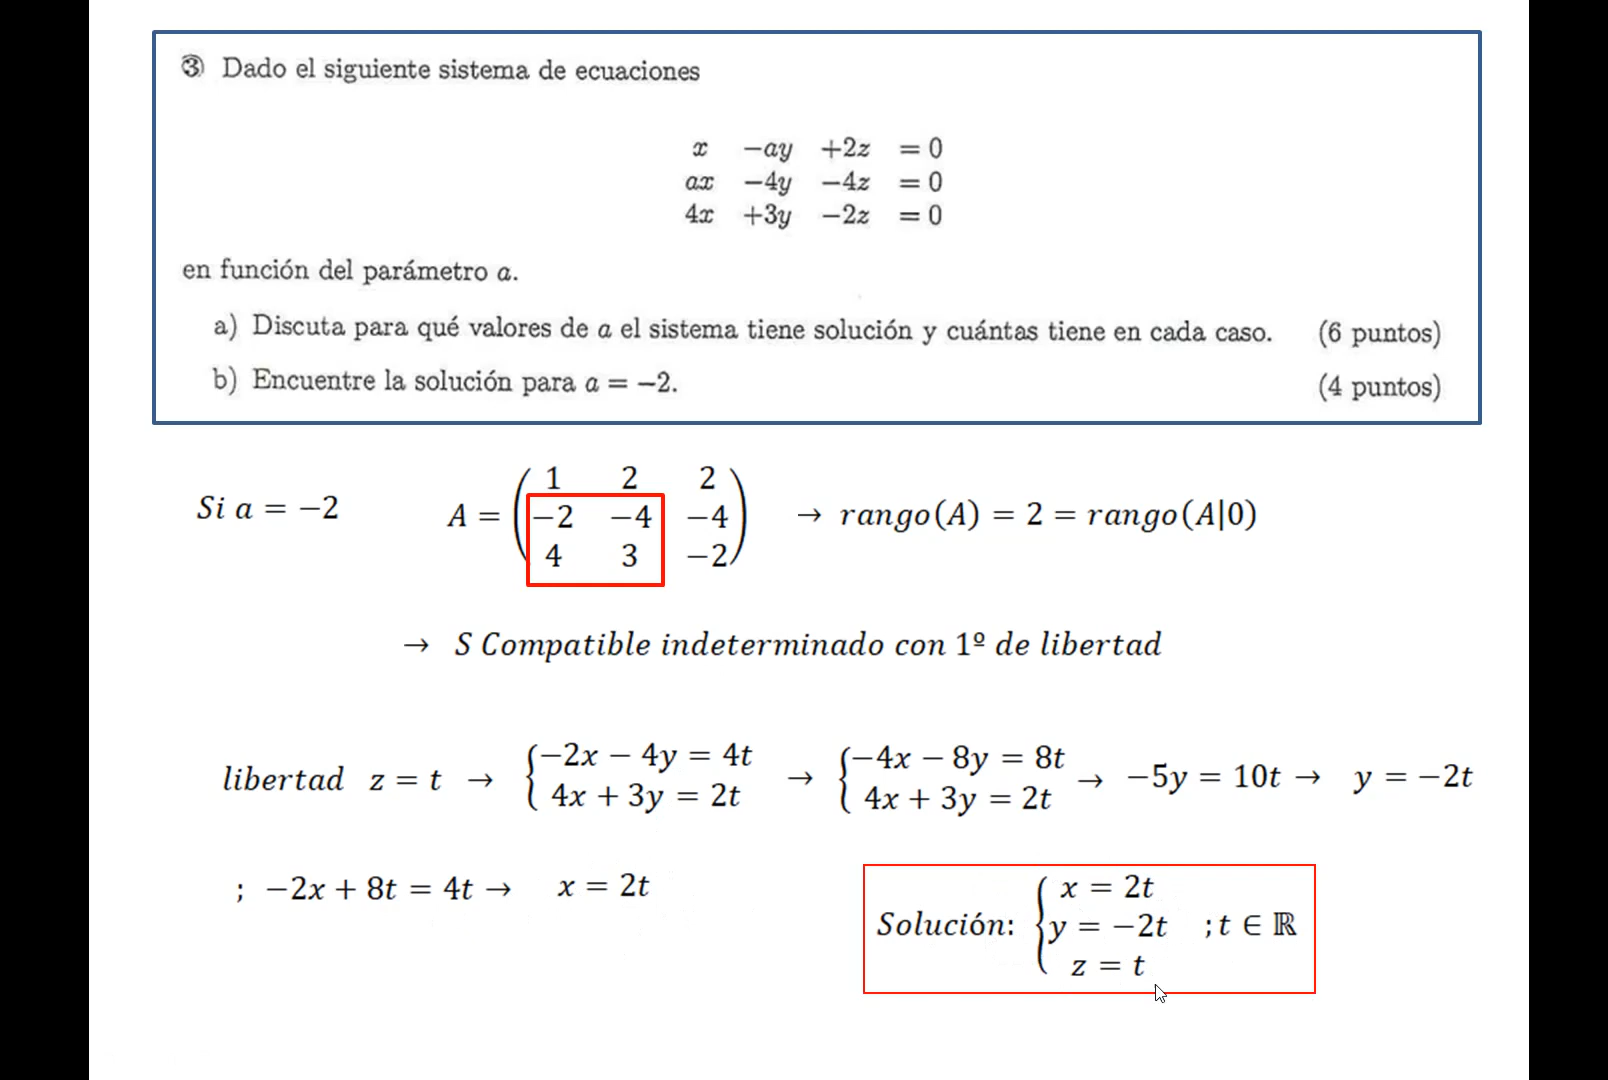 ③ Dado el siguiente sistema de ecuaciones
x −ay +2z = 0
ax −4y −4z = 0
4x +3y −2z = 0
en función del parámetro a.
a) Discuta para qué valores de a el sistema tiene solución y cuántas tiene en cada caso. (6 puntos)
b) Encuentre la solución para a = −2. (4 puntos)
Si a = −2 A = ( 1 2 2
−2 −4 −4
4 3 −2 ) → rango(A) = 2 = rango(A|0)
→ S Compatible indeterminado con 1º de libertad
libertad z = t → { −2x − 4y = 4t
4x + 3y = 2t → { −4x − 8y = 8t
4x + 3y = 2t → −5y = 10t → y = −2t
; −2x + 8t = 4t → x = 2t
Solución: { x = 2t
y = −2t ; t ∈ ℝ
z = t